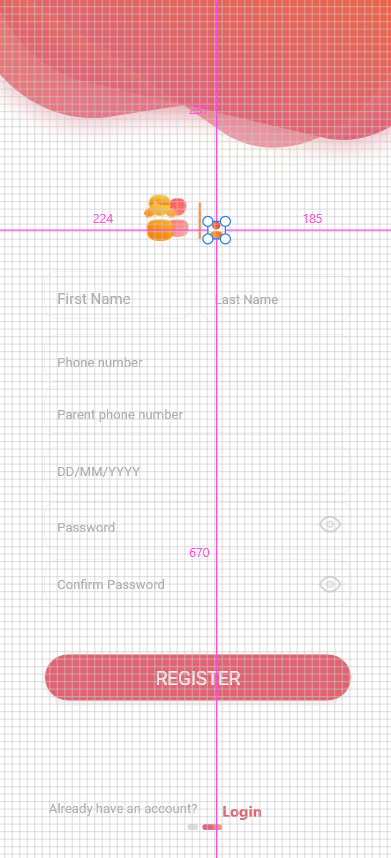 224
185
First Name
Last Name
Phone number
Parent phone number
DD/MM/YYYY
Password
670
Confirm Password
REGISTER
Already have an account?
Login